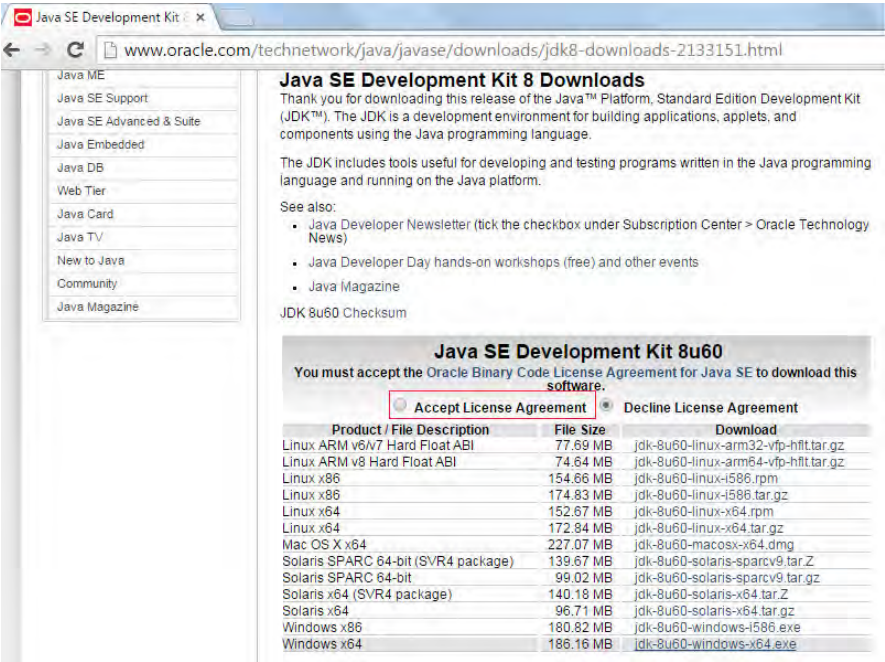 Java SE Development Kit 8
www.oracle.com/technetwork/java/javase/downloads/jdk8-downloads-2133151.html
Java ME
Java SE Support
Java SE Advanced & Suite
Java Embedded
Java DB
Web Tier
Java Card
Java TV
New to Java
Community
Java Magazine
Java SE Development Kit 8 Downloads
Thank you for downloading this release of the Java™ Platform, Standard Edition Development Kit
(JDK™). The JDK is a development environment for building applications, applets, and
components using the Java programming language.
The JDK includes tools useful for developing and testing programs written in the Java programming
language and running on the Java platform.
See also:
• Java Developer Newsletter (tick the checkbox under Subscription Center > Oracle Technology
News)
• Java Developer Day hands-on workshops (free) and other events
• Java Magazine
JDK 8u60 Checksum
Java SE Development Kit 8u60
You must accept the Oracle Binary Code License Agreement for Java SE to download this
software.
Accept License Agreement Decline License Agreement
Product / File Description File Size Download
Linux ARM v6/v7 Hard Float ABI 77.69 MB jdk-8u60-linux-arm32-vfp-hflt.tar.gz
Linux ARM v8 Hard Float ABI 74.64 MB jdk-8u60-linux-arm64-vfp-hflt.tar.gz
Linux x86 154.66 MB jdk-8u60-linux-i586.rpm
Linux x86 174.83 MB jdk-8u60-linux-i586.tar.gz
Linux x64 152.67 MB jdk-8u60-linux-x64.rpm
Linux x64 172.84 MB jdk-8u60-linux-x64.tar.gz
Mac OS X x64 227.07 MB jdk-8u60-macosx-x64.dmg
Solaris SPARC 64-bit (SVR4 package) 139.67 MB jdk-8u60-solaris-sparcv9.tar.Z
Solaris SPARC 64-bit 99.02 MB jdk-8u60-solaris-sparcv9.tar.gz
Solaris x64 (SVR4 package) 140.18 MB jdk-8u60-solaris-x64.tar.Z
Solaris x64 96.71 MB jdk-8u60-solaris-x64.tar.gz
Windows x86 180.82 MB jdk-8u60-windows-i586.exe
Windows x64 186.16 MB jdk-8u60-windows-x64.exe